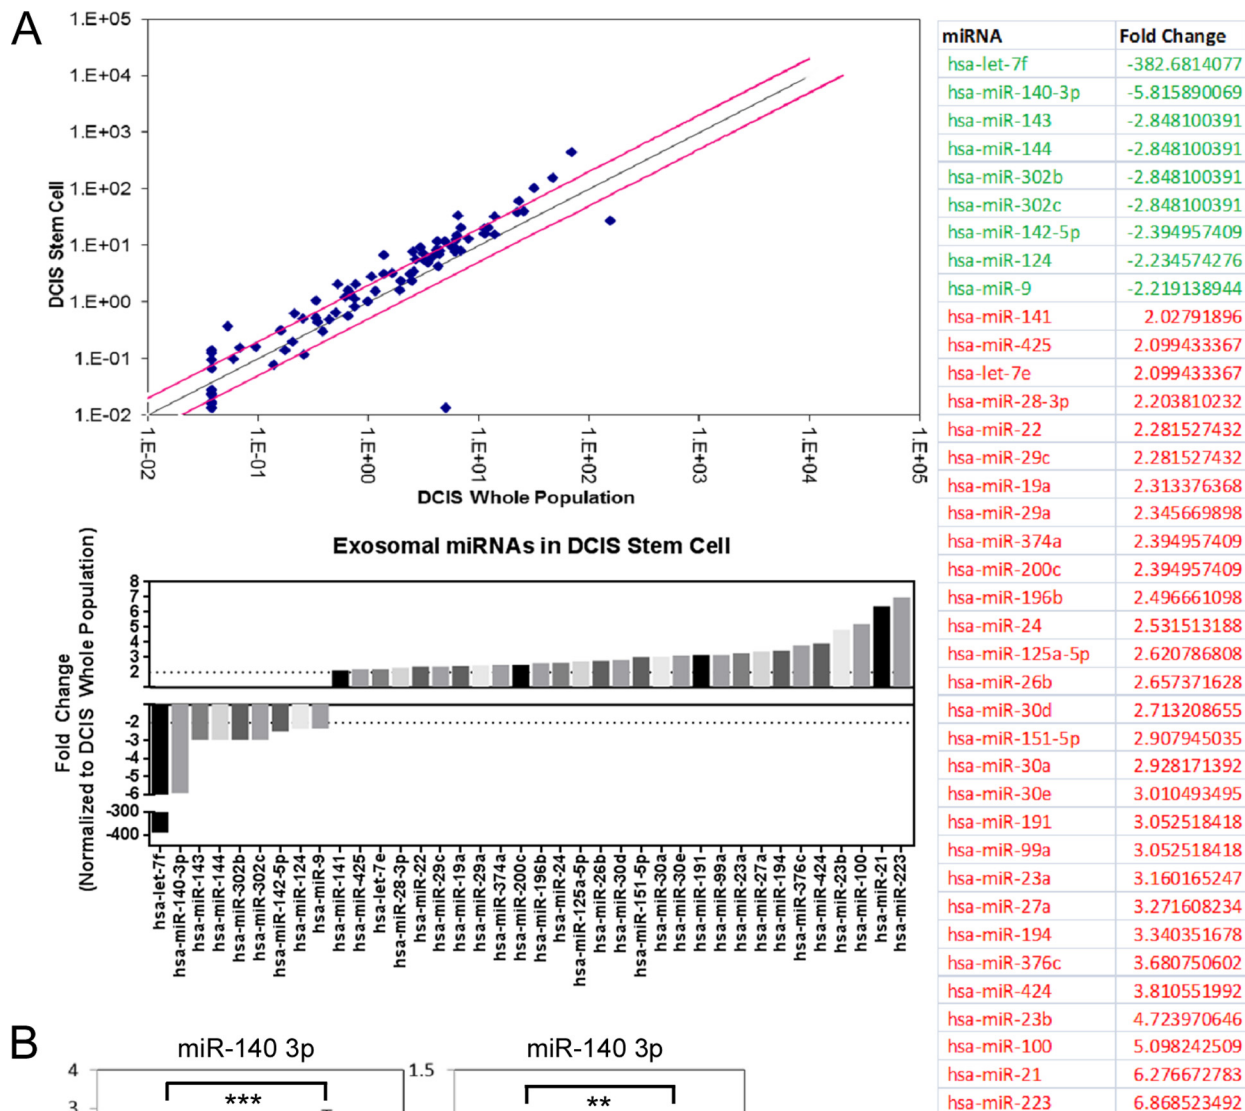 A
1.E+05
1.E+04
1.E+03
1.E+02
1.E+01
1.E+00
1.E-01
1.E-02
DCIS Stem Cell
1.E-02
1.E-01
1.E+00
1.E+01
1.E+02
1.E+03
1.E+04
1.E+05
DCIS Whole Population
Exosomal miRNAs in DCIS Stem Cell
Fold Change
(Normalized to DCIS Whole Population)
8
7
6
5
4
3
2
-2
-3
-4
-5
-6
-300
-400
hsa-let-7f
hsa-miR-140-3p
hsa-miR-143
hsa-miR-144
hsa-miR-302b
hsa-miR-302c
hsa-miR-142-5p
hsa-miR-124
hsa-miR-9
hsa-miR-141
hsa-miR-425
hsa-let-7e
hsa-miR-28-3p
hsa-miR-22
hsa-miR-29c
hsa-miR-19a
hsa-miR-29a
hsa-miR-374a
hsa-miR-200c
hsa-miR-196b
hsa-miR-24
hsa-miR-125a-5p
hsa-miR-26b
hsa-miR-30d
hsa-miR-151-5p
hsa-miR-30a
hsa-miR-30e
hsa-miR-191
hsa-miR-99a
hsa-miR-23a
hsa-miR-27a
hsa-miR-194
hsa-miR-376c
hsa-miR-424
hsa-miR-23b
hsa-miR-100
hsa-miR-21
hsa-miR-223
miRNA Fold Change
hsa-let-7f -382.6814077
hsa-miR-140-3p -5.815890069
hsa-miR-143 -2.848100391
hsa-miR-144 -2.848100391
hsa-miR-302b -2.848100391
hsa-miR-302c -2.848100391
hsa-miR-142-5p -2.394957409
hsa-miR-124 -2.234574276
hsa-miR-9 -2.219138944
hsa-miR-141 2.02791896
hsa-miR-425 2.099433367
hsa-let-7e 2.099433367
hsa-miR-28-3p 2.203810232
hsa-miR-22 2.281527432
hsa-miR-29c 2.281527432
hsa-miR-19a 2.313376368
hsa-miR-29a 2.345669898
hsa-miR-374a 2.394957409
hsa-miR-200c 2.394957409
hsa-miR-196b 2.496661098
hsa-miR-24 2.531513188
hsa-miR-125a-5p 2.620786808
hsa-miR-26b 2.657371628
hsa-miR-30d 2.713208655
hsa-miR-151-5p 2.907945035
hsa-miR-30a 2.928171392
hsa-miR-30e 3.010493495
hsa-miR-191 3.052518418
hsa-miR-99a 3.052518418
hsa-miR-23a 3.160165247
hsa-miR-27a 3.271608234
hsa-miR-194 3.340351678
hsa-miR-376c 3.680750602
hsa-miR-424 3.810551992
hsa-miR-23b 4.723970646
hsa-miR-100 5.098242509
hsa-miR-21 6.276672783
hsa-miR-223 6.868523492
B
miR-140 3p
4
3
***
miR-140 3p
1.5
**